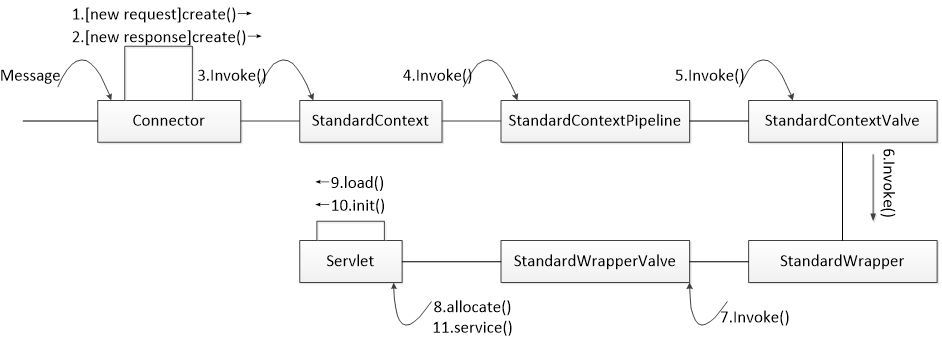 1.[new request]create()→
2.[new response]create()→
Message
3.Invoke()
4.Invoke()
5.Invoke()
Connector
StandardContext
StandardContextPipeline
StandardContextValve
6.Invoke()
←9.load()
←10.init()
Servlet
StandardWrapperValve
StandardWrapper
8.allocate()
11.service()
7.Invoke()